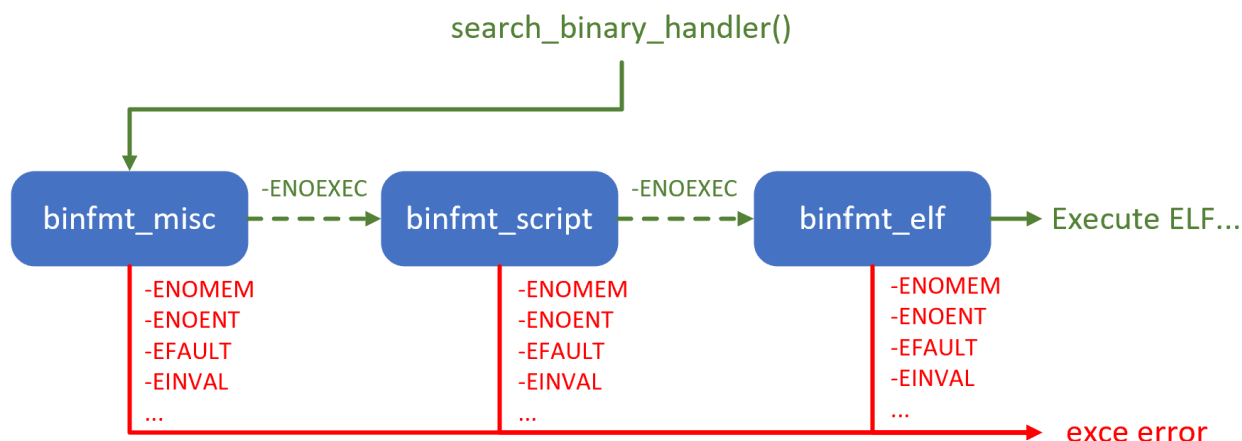 search_binary_handler()
-ENOEXEC
-ENOEXEC
binfmt_misc
binfmt_script
binfmt_elf
Execute ELF...
-ENOMEM
-ENOENT
-EFAULT
-EINVAL
...
-ENOMEM
-ENOENT
-EFAULT
-EINVAL
...
-ENOMEM
-ENOENT
-EFAULT
-EINVAL
...
exce error